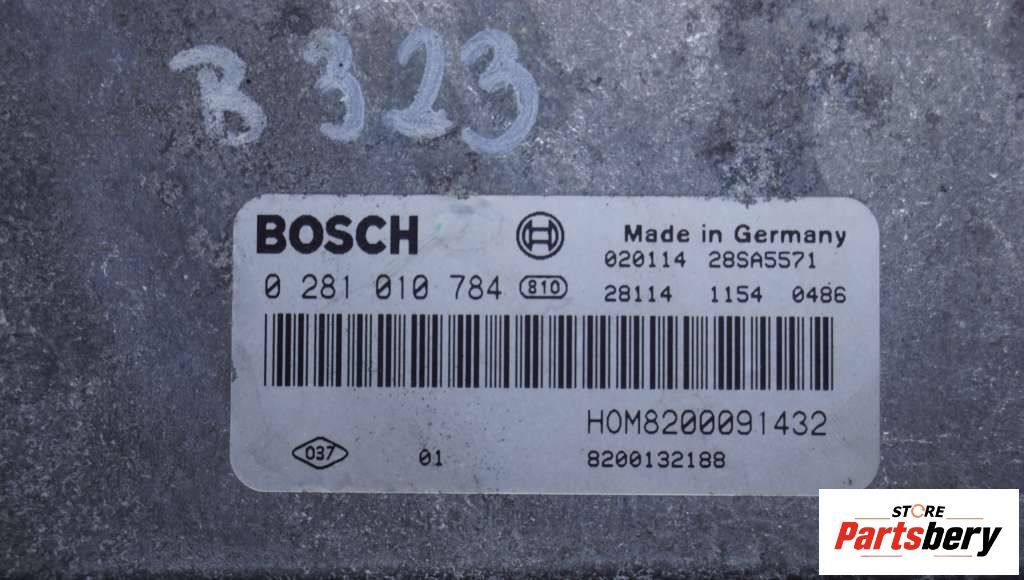 B 323
BOSCH
Made in Germany
020114 28SA5571
0 281 010 784 810
28114 1154 0486
HOM8200091432
037 01 8200132188
STORE
Partsbery